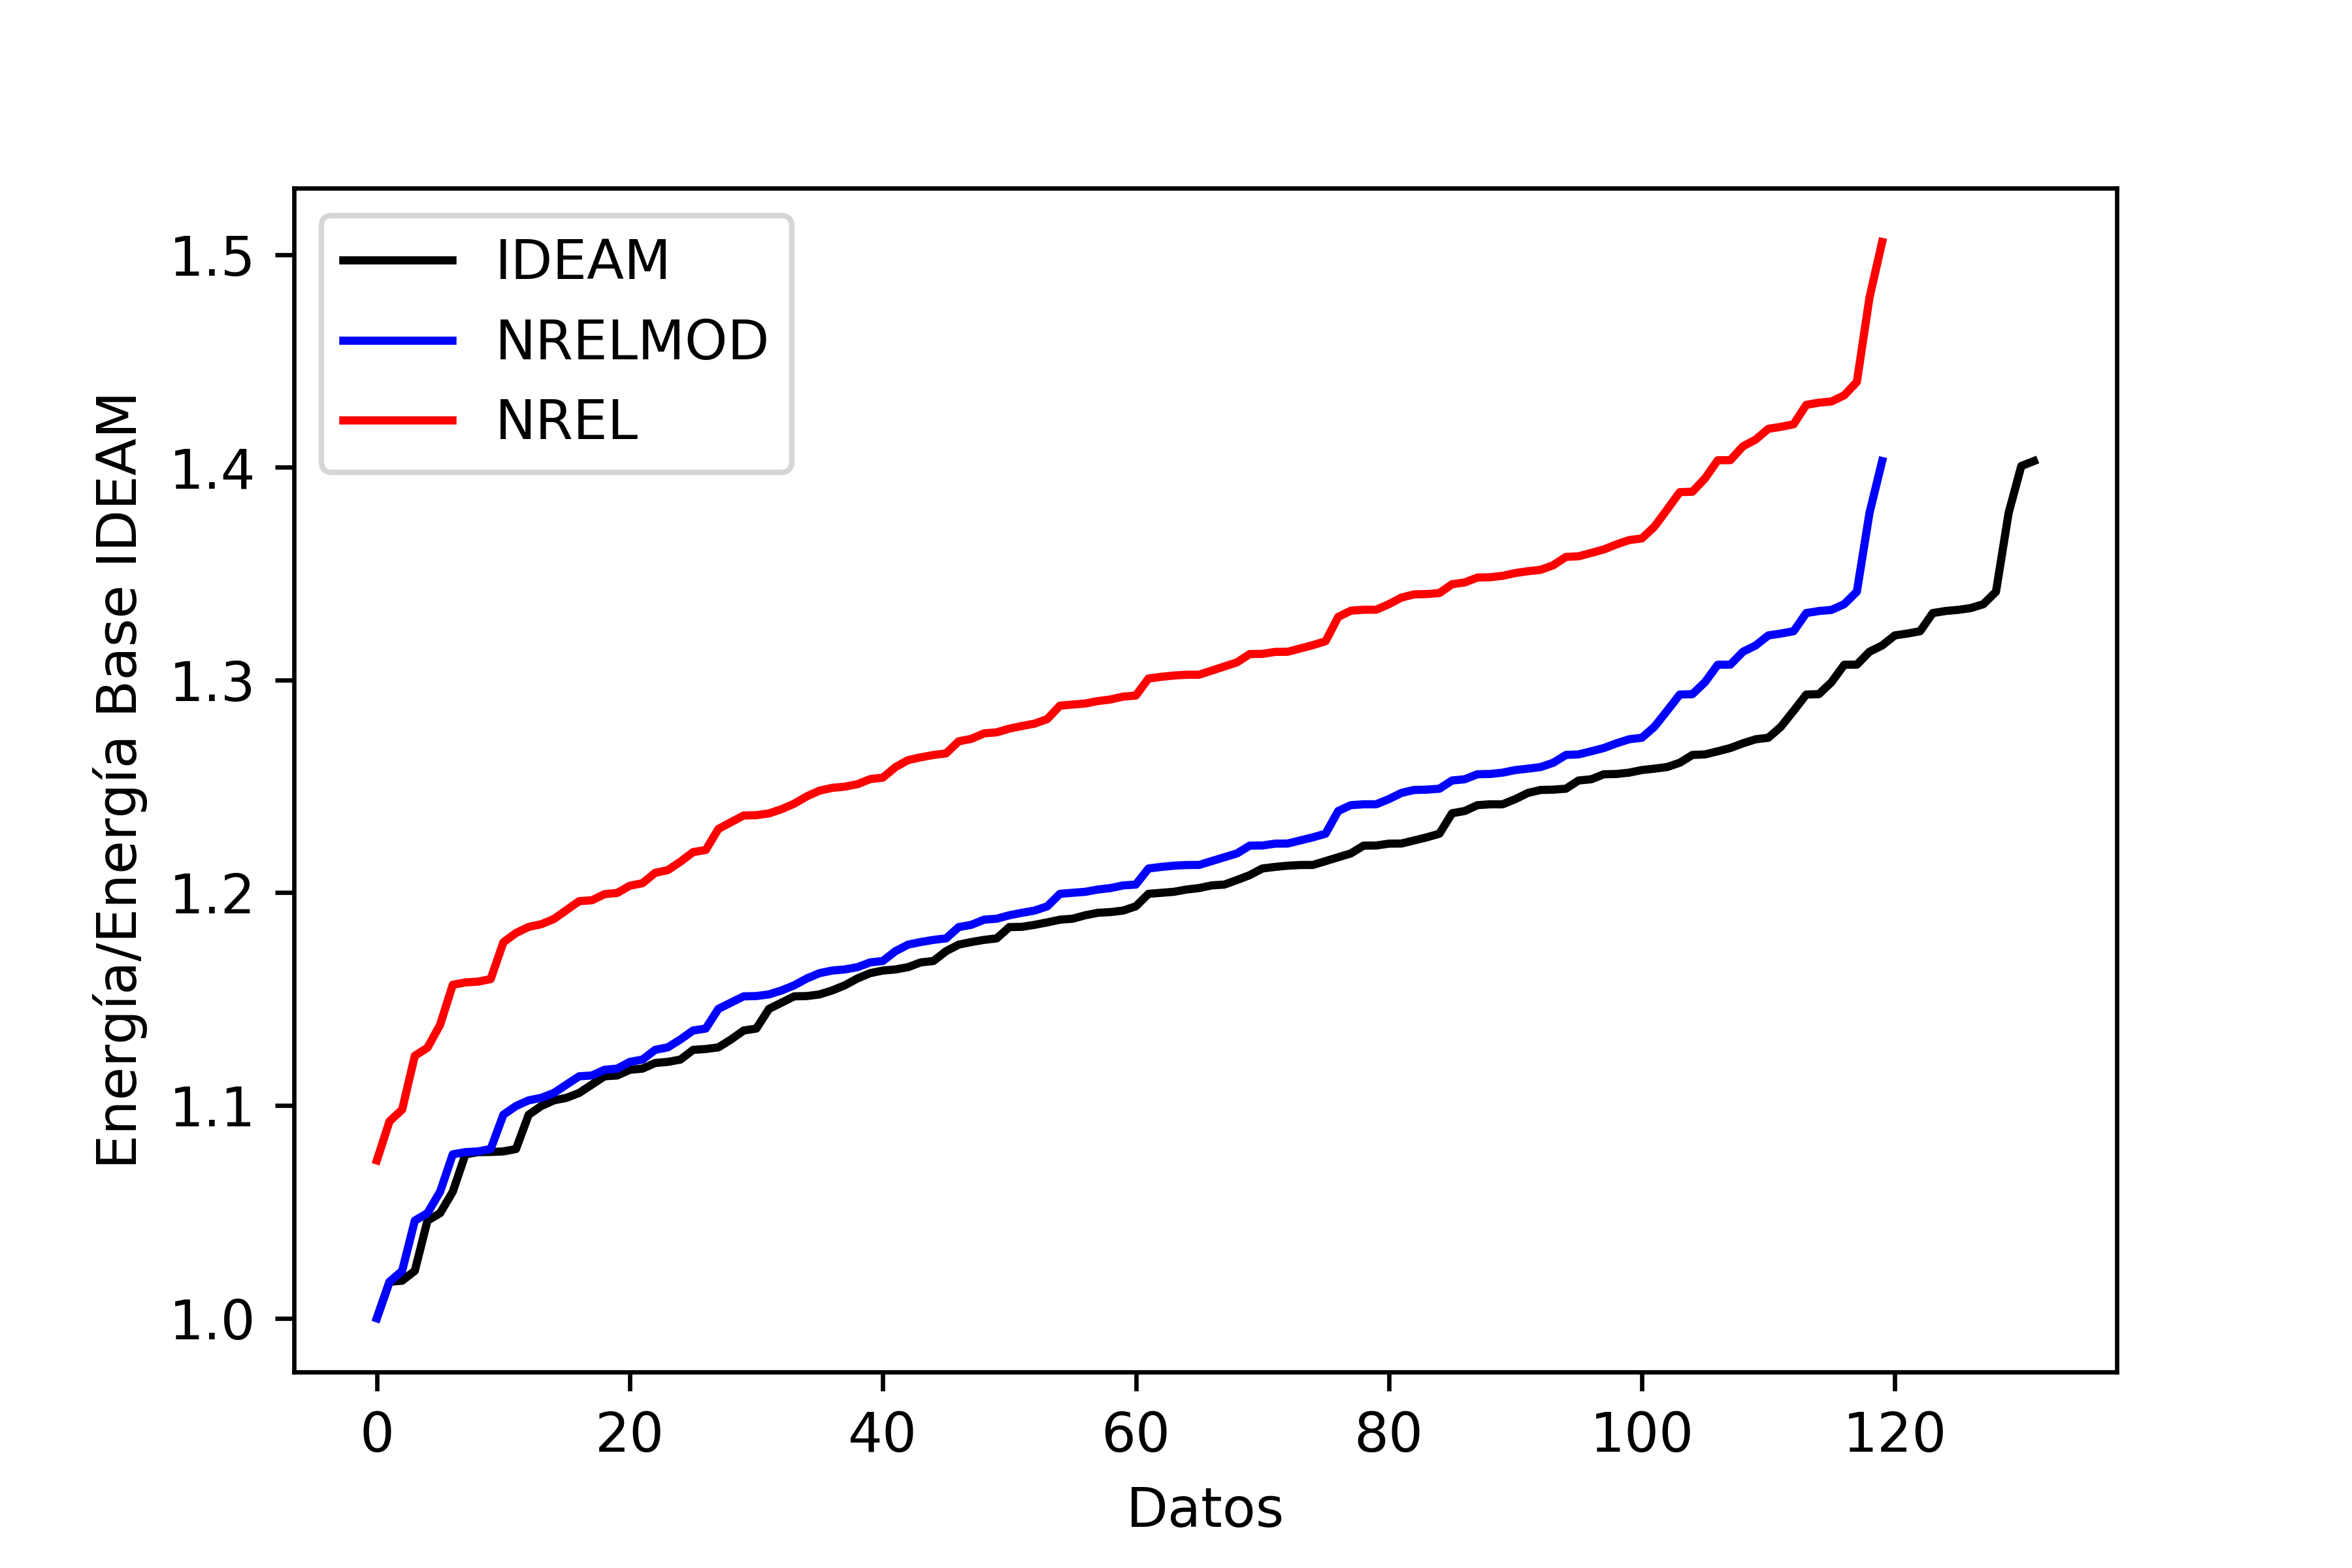 IDEAM
NRELMOD
NREL
Energía/Energía Base IDEAM
1.5
1.4
1.3
1.2
1.1
1.0
0 20 40 60 80 100 120
Datos